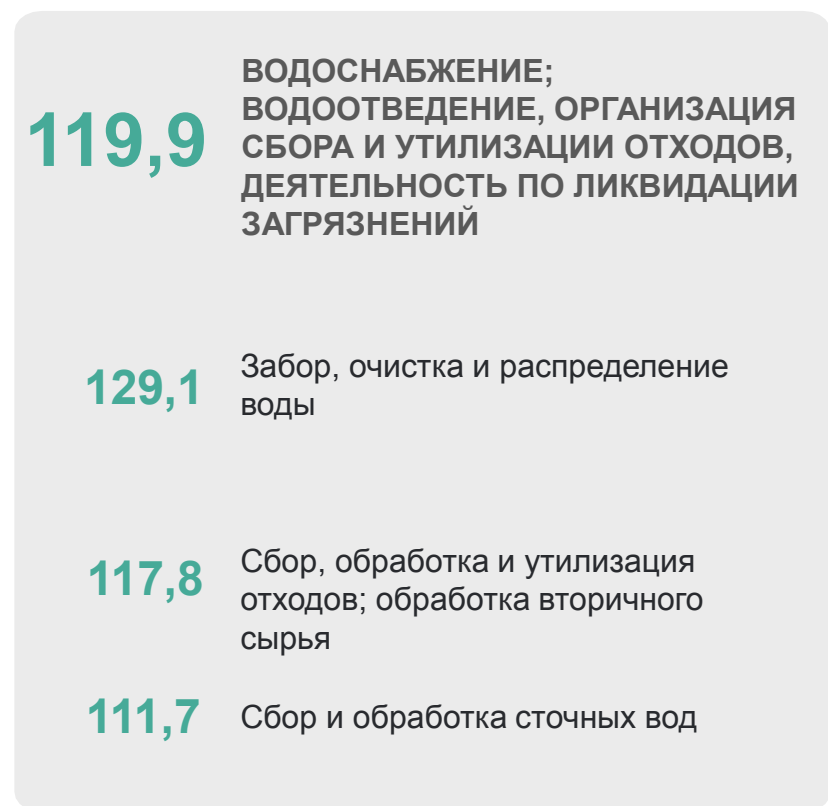 119,9
ВОДОСНАБЖЕНИЕ;
ВОДООТВЕДЕНИЕ, ОРГАНИЗАЦИЯ
СБОРА И УТИЛИЗАЦИИ ОТХОДОВ,
ДЕЯТЕЛЬНОСТЬ ПО ЛИКВИДАЦИИ
ЗАГРЯЗНЕНИЙ
129,1
Забор, очистка и распределение
воды
117,8
Сбор, обработка и утилизация
отходов; обработка вторичного
сырья
111,7
Сбор и обработка сточных вод